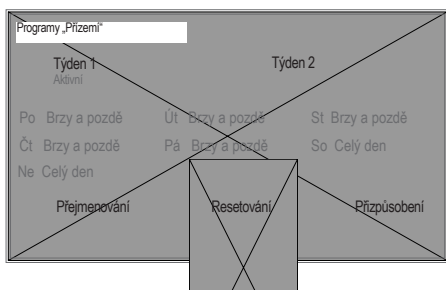 Programy „Přízemí“
Týden 1 Týden 2
Aktivní
Po Brzy a pozdě Út Brzy a pozdě St Brzy a pozdě
Čt Brzy a pozdě Pá Brzy a pozdě So Celý den
Ne Celý den
Přejmenování Resetování Přizpůsobení